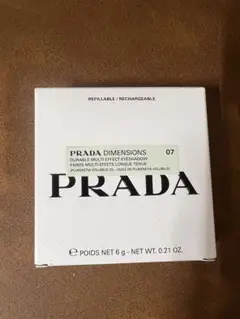 REFILLABLE / RECHARGEABLE
PRADA DIMENSIONS 07
DURABLE MULTI-EFFECT EYESHADOW
FARDS MULTI-EFFETS LONGUE TENUE
PRADA
℮ POIDS NET 6 g - NET WT. 0.21 OZ.